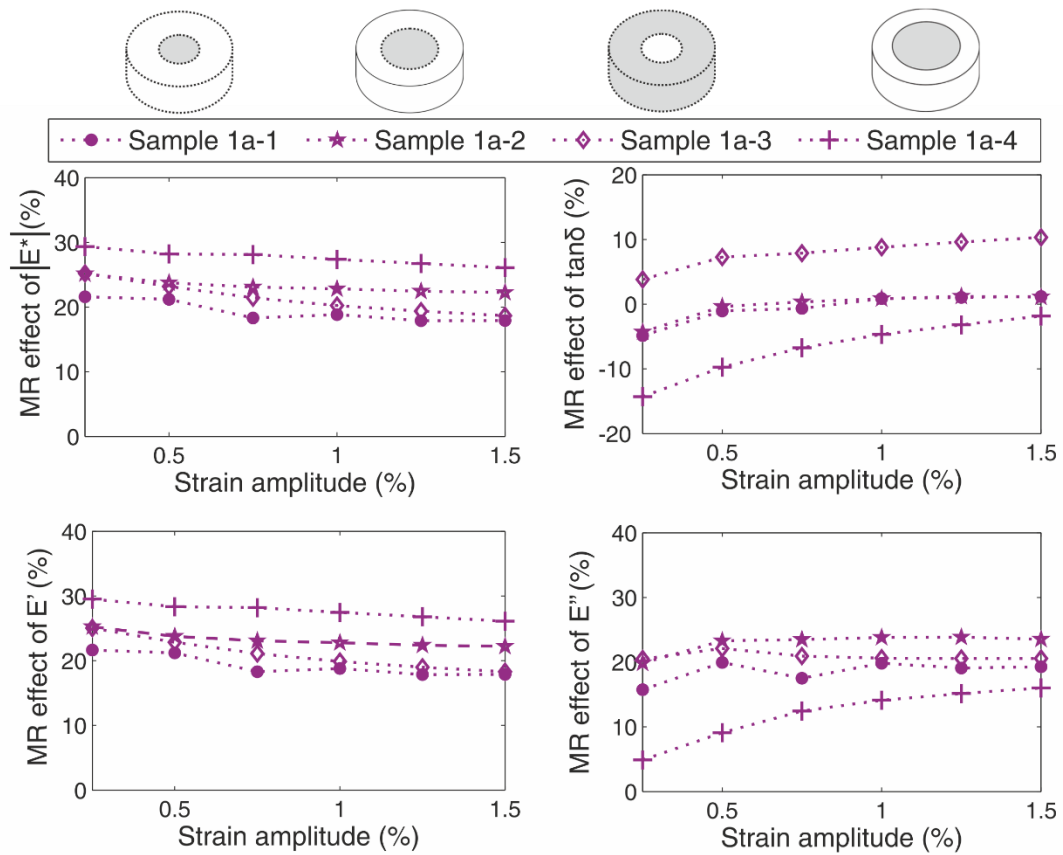 Sample 1a-1 Sample 1a-2 Sample 1a-3 Sample 1a-4
MR effect of |E*| (%)
40
30
20
10
0
0.5 1 1.5
Strain amplitude (%)
MR effect of tanδ (%)
20
10
0
-10
-20
0.5 1 1.5
Strain amplitude (%)
MR effect of E' (%)
40
30
20
10
0
0.5 1 1.5
Strain amplitude (%)
MR effect of E" (%)
40
30
20
10
0
0.5 1 1.5
Strain amplitude (%)